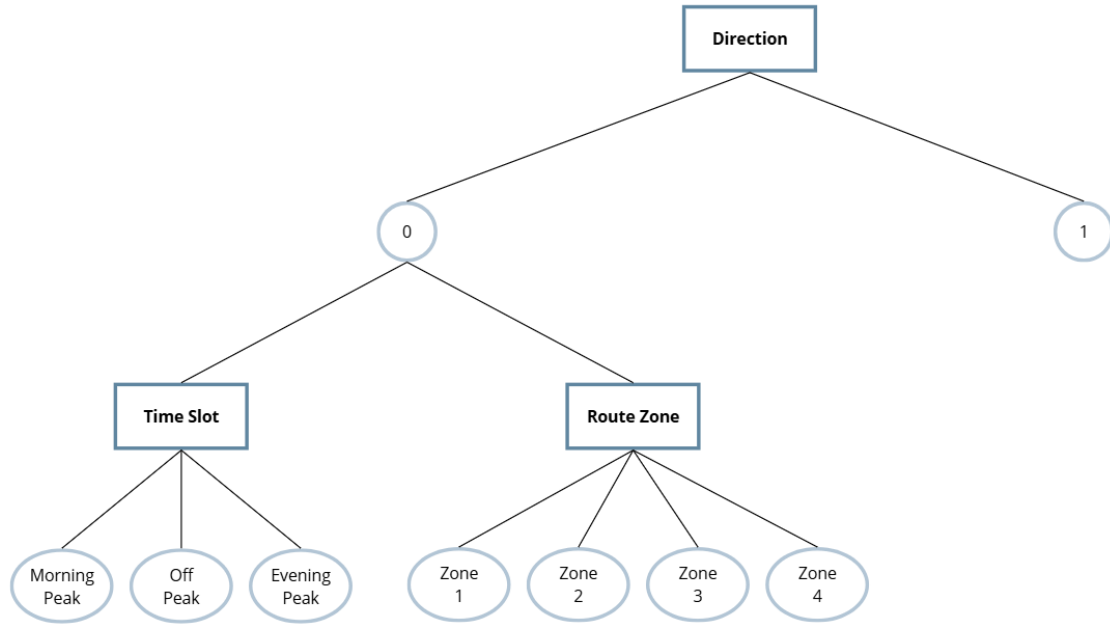 Direction
0
1
Time Slot
Route Zone
Morning
Peak
Off
Peak
Evening
Peak
Zone
1
Zone
2
Zone
3
Zone
4